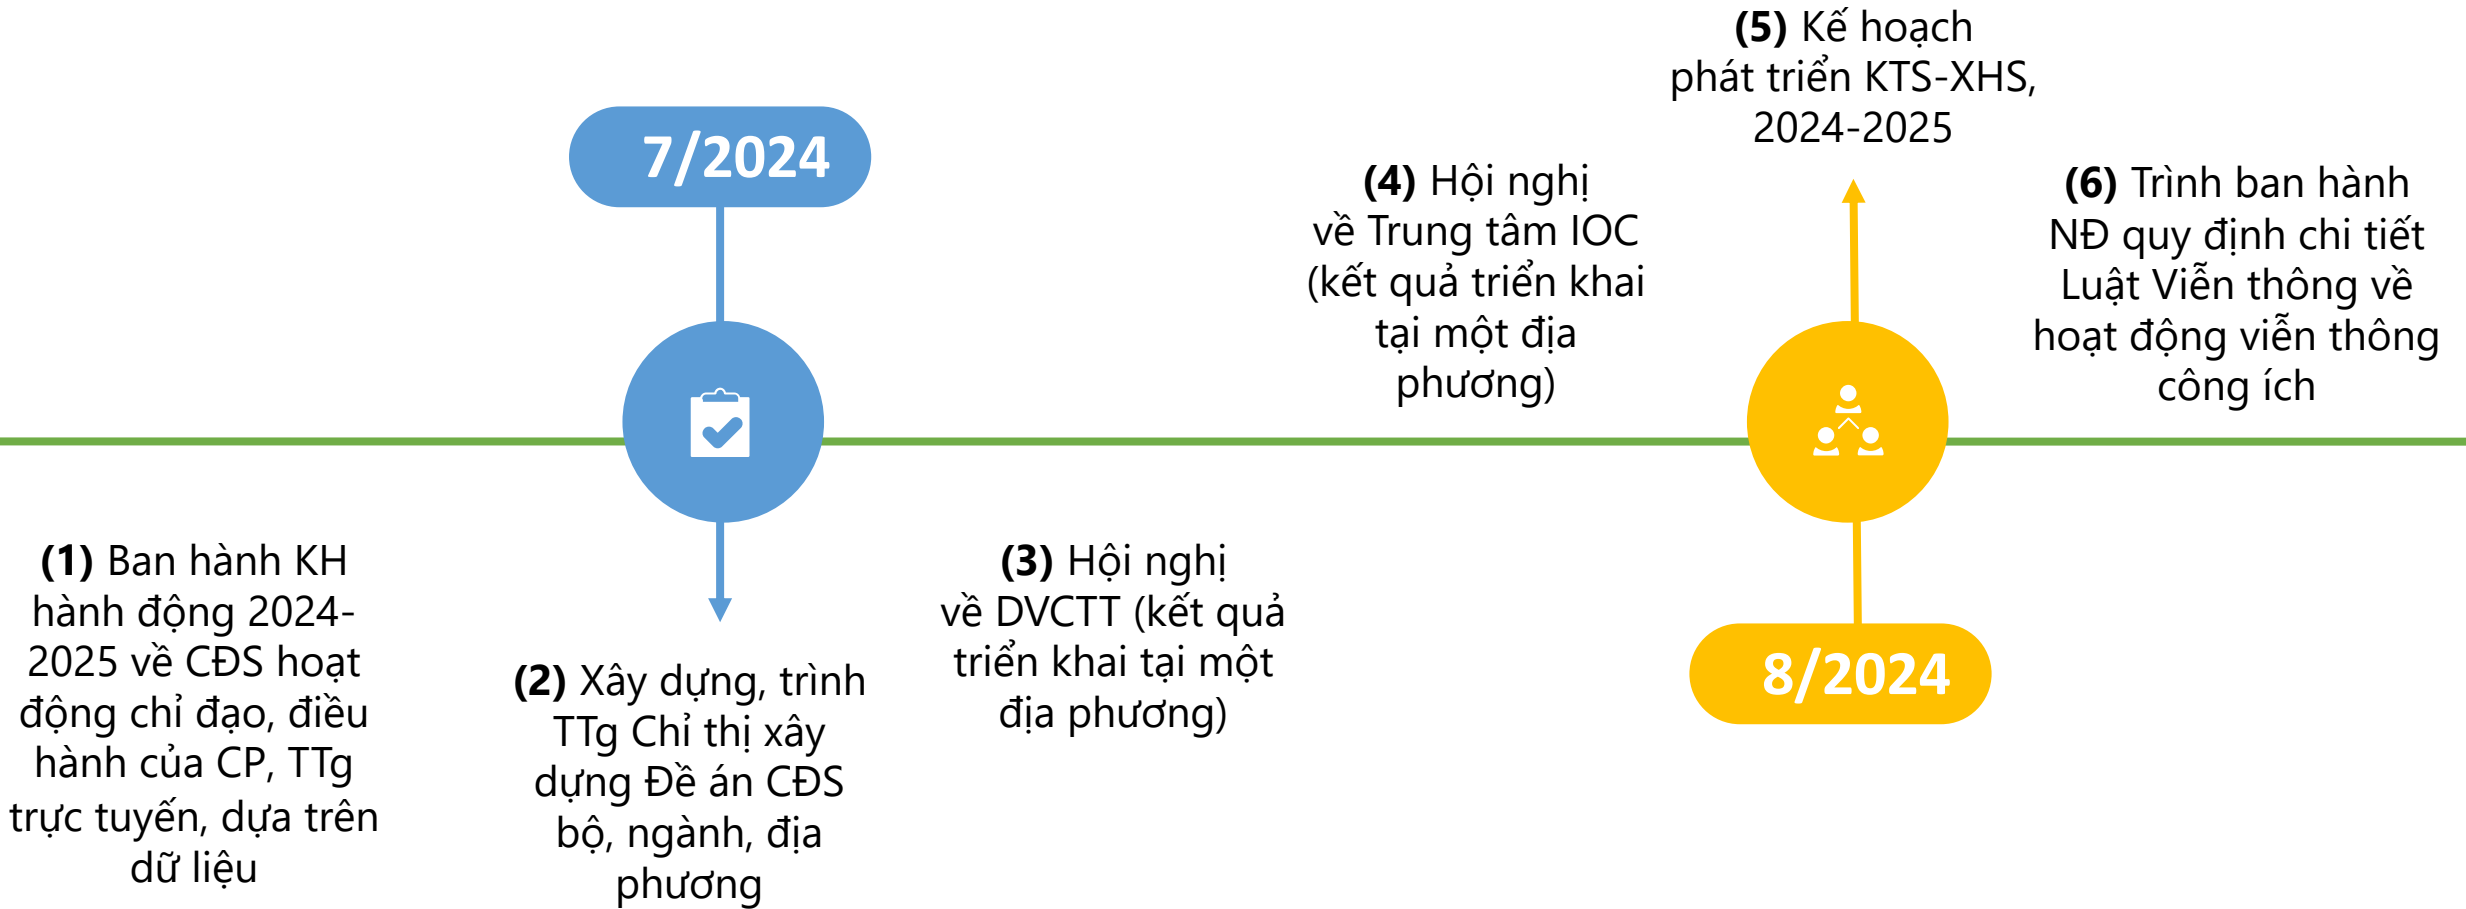 7/2024
(1) Ban hành KH
hành động 2024-
2025 về CĐS hoạt
động chỉ đạo, điều
hành của CP, TTg
trực tuyến, dựa trên
dữ liệu
(2) Xây dựng, trình
TTg Chỉ thị xây
dựng Đề án CĐS
bộ, ngành, địa
phương
(3) Hội nghị
về DVCTT (kết quả
triển khai tại một
địa phương)
(4) Hội nghị
về Trung tâm IOC
(kết quả triển khai
tại một địa
phương)
(5) Kế hoạch
phát triển KTS-XHS,
2024-2025
(6) Trình ban hành
NĐ quy định chi tiết
Luật Viễn thông về
hoạt động viễn thông
công ích
8/2024